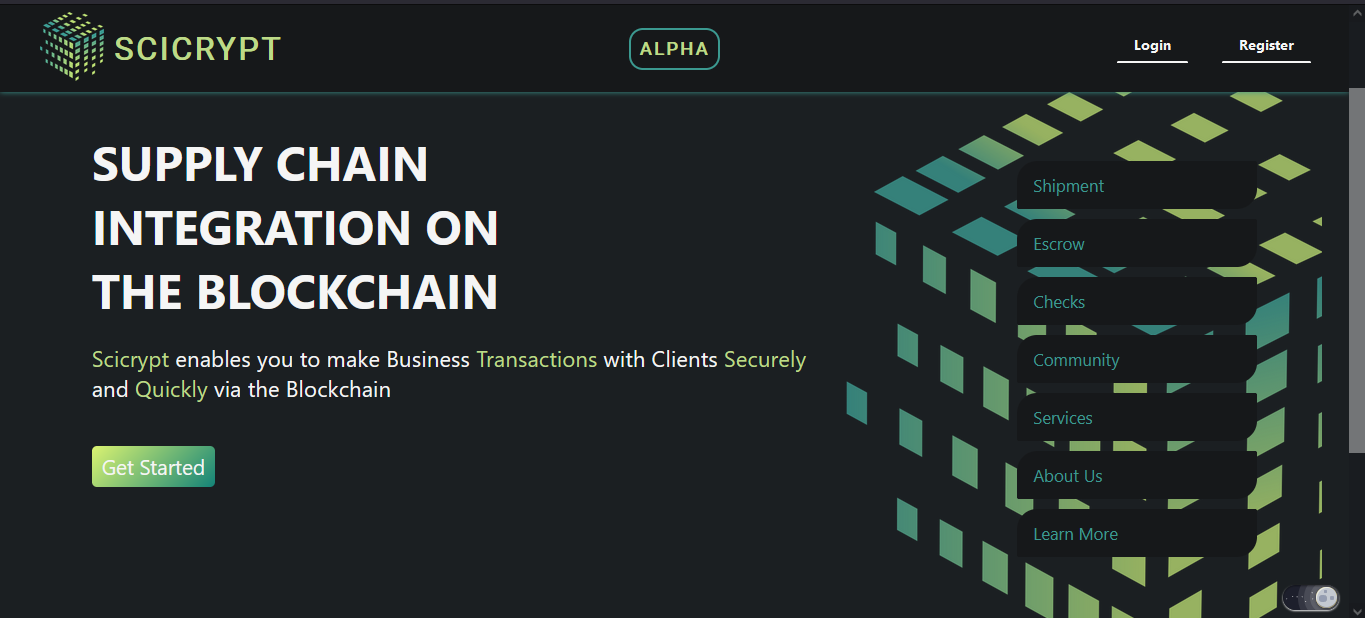 SCICRYPT
ALPHA
Login
Register
SUPPLY CHAIN
INTEGRATION ON
THE BLOCKCHAIN
Scicrypt enables you to make Business Transactions with Clients Securely
and Quickly via the Blockchain
Get Started
Shipment
Escrow
Checks
Community
Services
About Us
Learn More